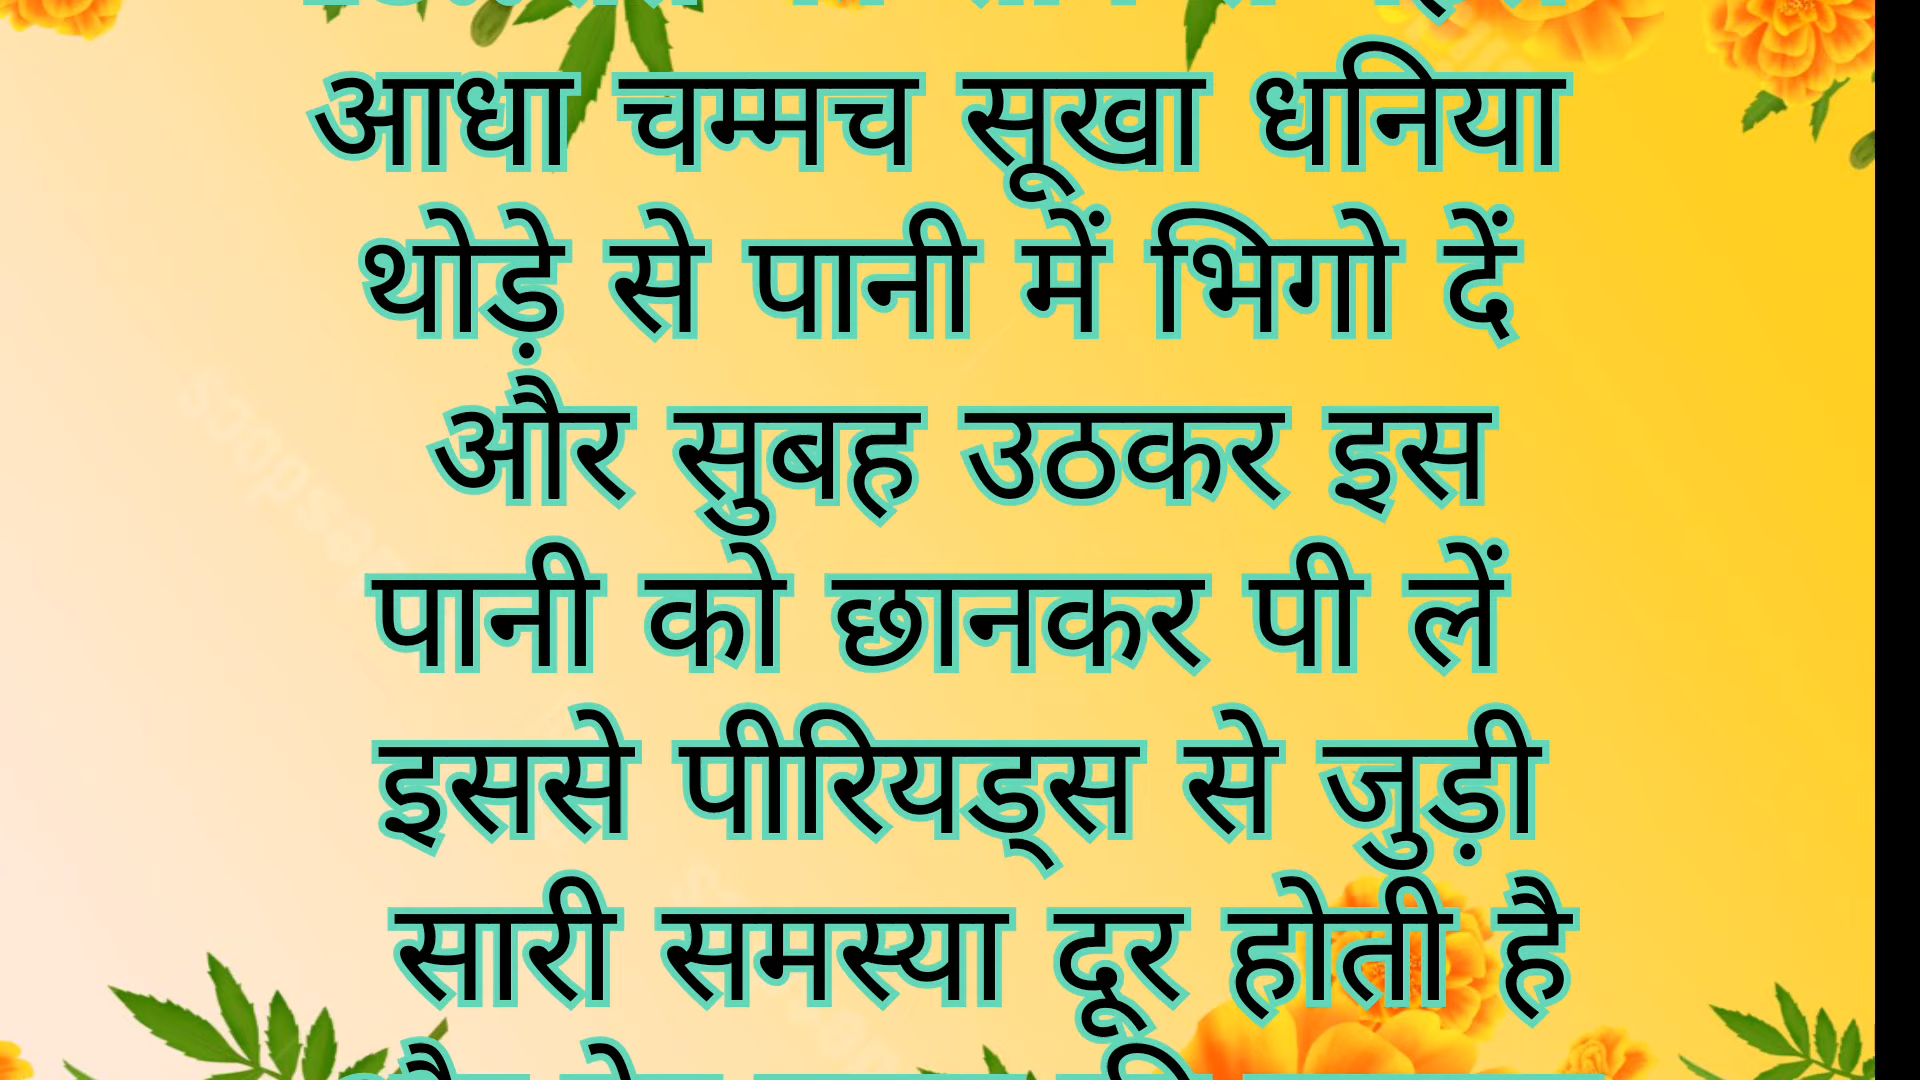 आधा चम्मच सूखा धनिया
थोड़े से पानी में भिगो दें
और सुबह उठकर इस
पानी को छानकर पी लें
इससे पीरियड्स से जुड़ी
सारी समस्या दूर होती है